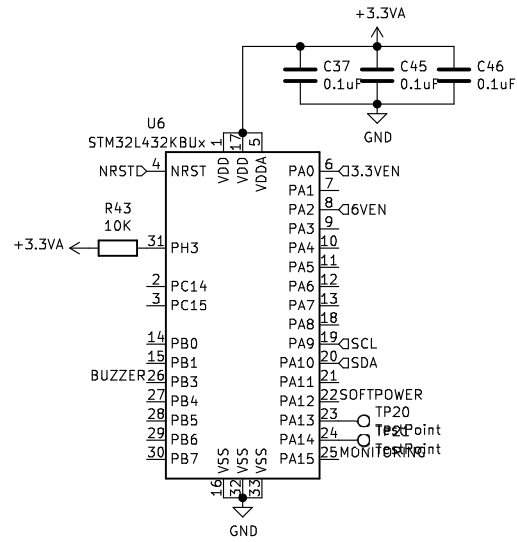 +3.3VA
C37
0.1uF
C45
0.1uF
C46
0.1uF
GND
U6
STM32L432KBUx
1
17
5
VDD
VDD
VDDA
NRST
4
NRST
R43
10K
+3.3VA
31
PH3
2
PC14
3
PC15
14
PB0
15
PB1
BUZZER
26
PB3
27
PB4
28
PB5
29
PB6
30
PB7
PA0
6
3.3VEN
PA1
7
PA2
8
6VEN
PA3
9
PA4
10
PA5
11
PA6
12
PA7
13
PA8
18
PA9
19
SCL
PA10
20
SDA
PA11
21
PA12
22
SOFTPOWER
PA13
23
TP20
TestPoint
PA14
24
TestPoint
PA15
25
MONITORING
VSS
VSS
VSS
16
32
33
GND